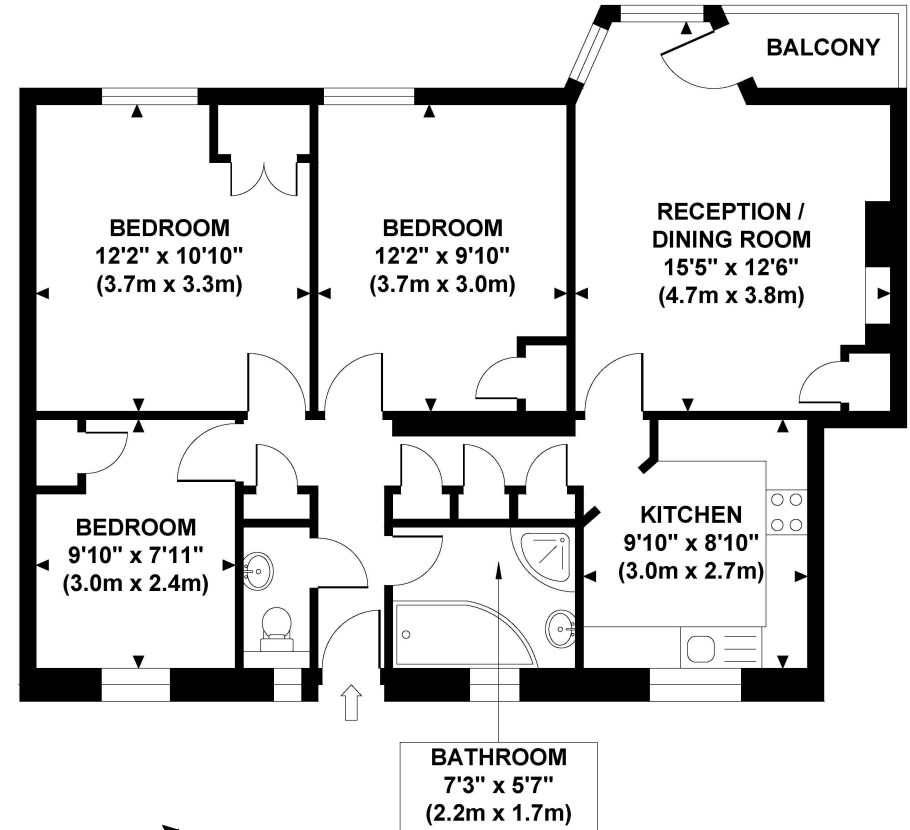 BALCONY
BEDROOM
12'2" x 10'10"
(3.7m x 3.3m)
BEDROOM
12'2" x 9'10"
(3.7m x 3.0m)
RECEPTION /
DINING ROOM
15'5" x 12'6"
(4.7m x 3.8m)
BEDROOM
9'10" x 7'11"
(3.0m x 2.4m)
KITCHEN
9'10" x 8'10"
(3.0m x 2.7m)
BATHROOM
7'3" x 5'7"
(2.2m x 1.7m)